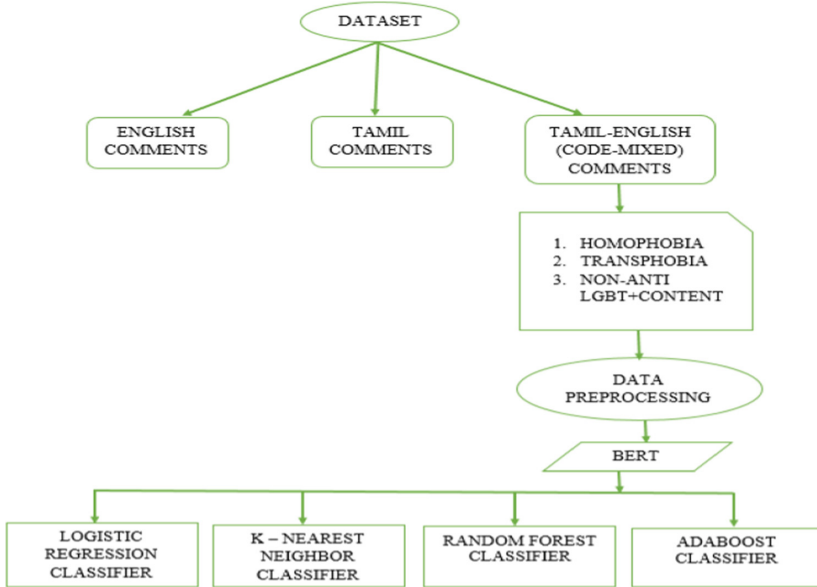 DATASET
ENGLISH
COMMENTS
TAMIL
COMMENTS
TAMIL-ENGLISH
(CODE-MIXED)
COMMENTS
1. HOMOPHOBIA
2. TRANSPHOBIA
3. NON-ANTI
LGBT+CONTENT
DATA
PREPROCESSING
BERT
LOGISTIC
REGRESSION
CLASSIFIER
K – NEAREST
NEIGHBOR
CLASSIFIER
RANDOM FOREST
CLASSIFIER
ADABOOST
CLASSIFIER